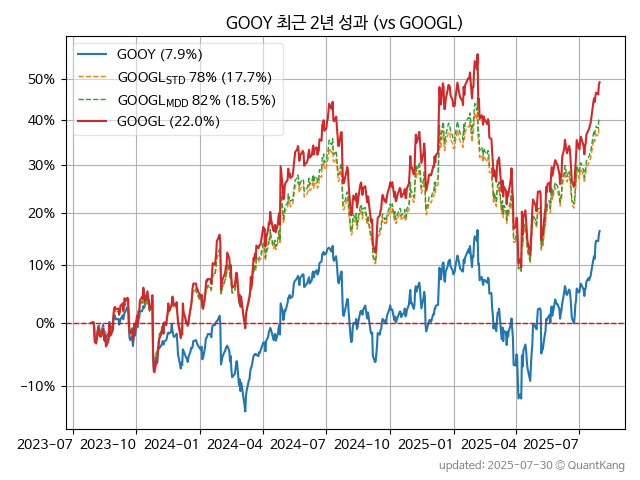 GOOY 최근 2년 성과 (vs GOOGL)
GOOY (7.9%)
GOOGL_STD 78% (17.7%)
GOOGL_MDD 82% (18.5%)
GOOGL (22.0%)
50%
40%
30%
20%
10%
0%
−10%
2023-07 2023-10 2024-01 2024-04 2024-07 2024-10 2025-01 2025-04 2025-07
updated: 2025-07-30 © QuantKang